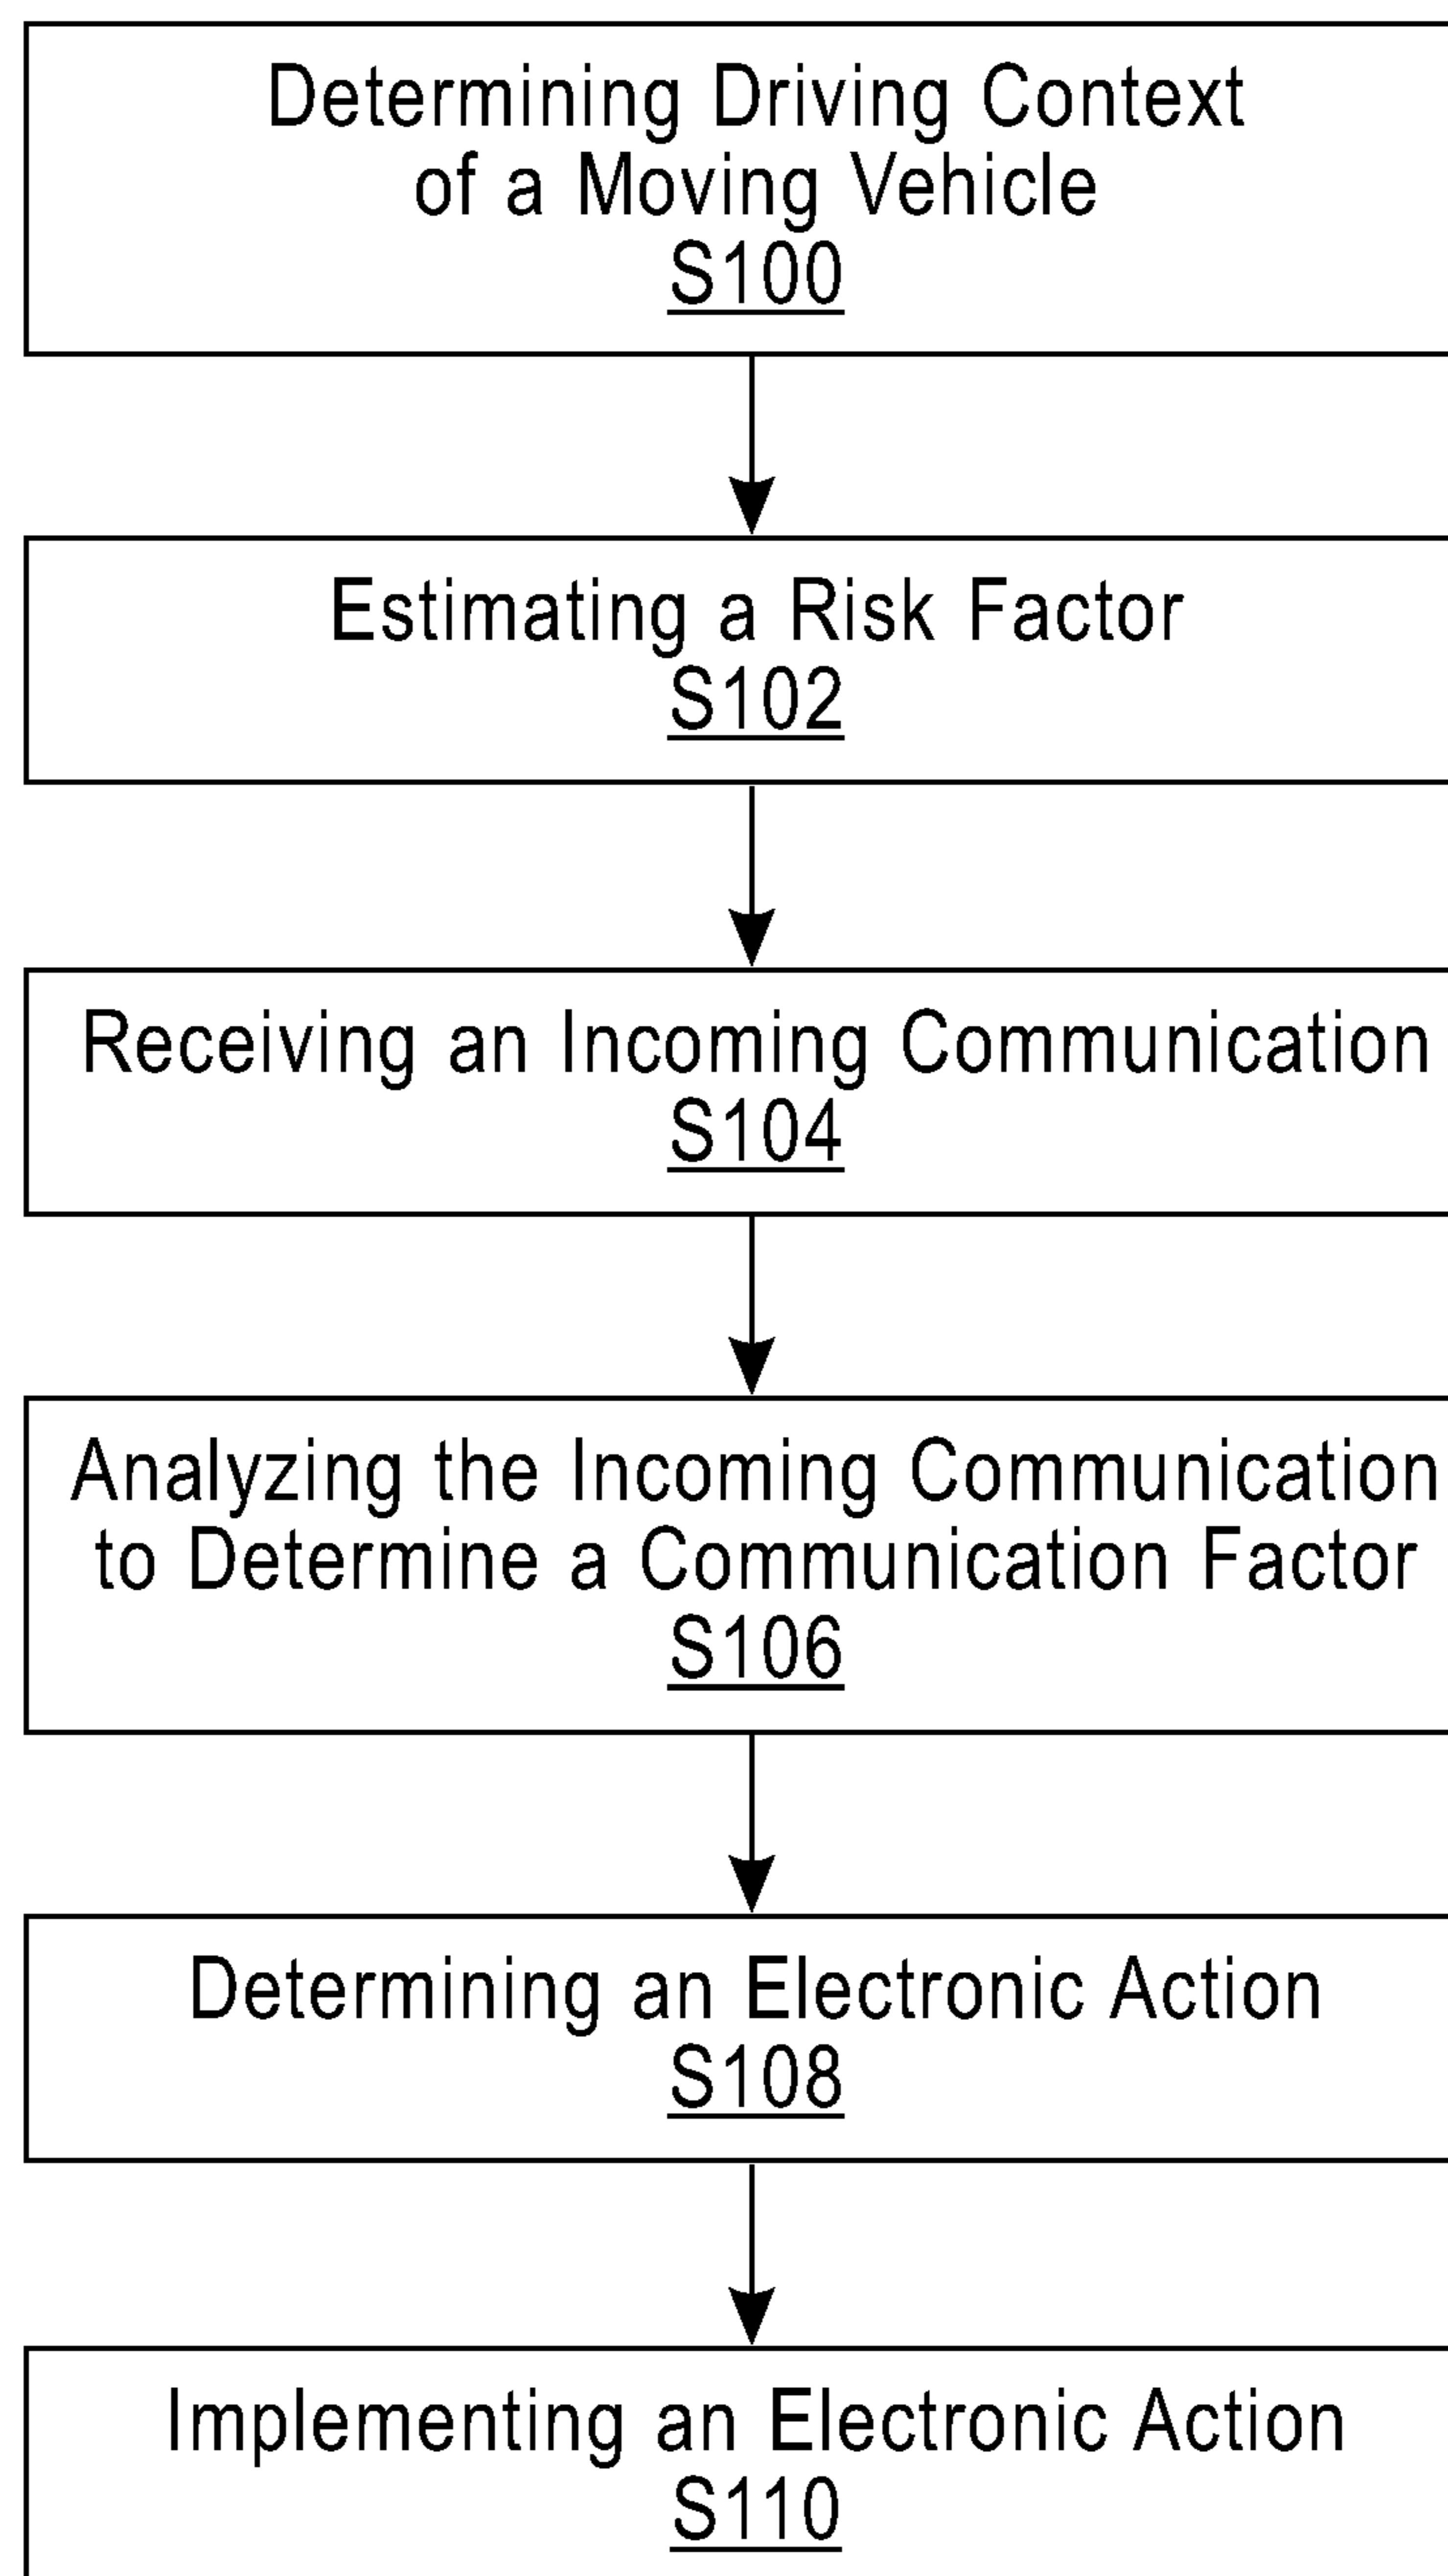 Determining Driving Context
of a Moving Vehicle
S100
Estimating a Risk Factor
S102
Receiving an Incoming Communication
S104
Analyzing the Incoming Communication
to Determine a Communication Factor
S106
Determining an Electronic Action
S108
Implementing an Electronic Action
S110